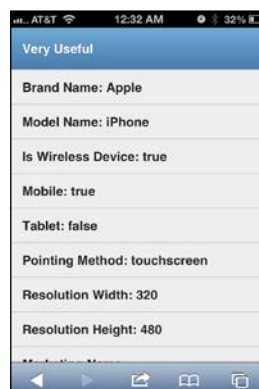 AT&T 12:32 AM 32%
Very Useful
Brand Name: Apple
Model Name: iPhone
Is Wireless Device: true
Mobile: true
Tablet: false
Pointing Method: touchscreen
Resolution Width: 320
Resolution Height: 480